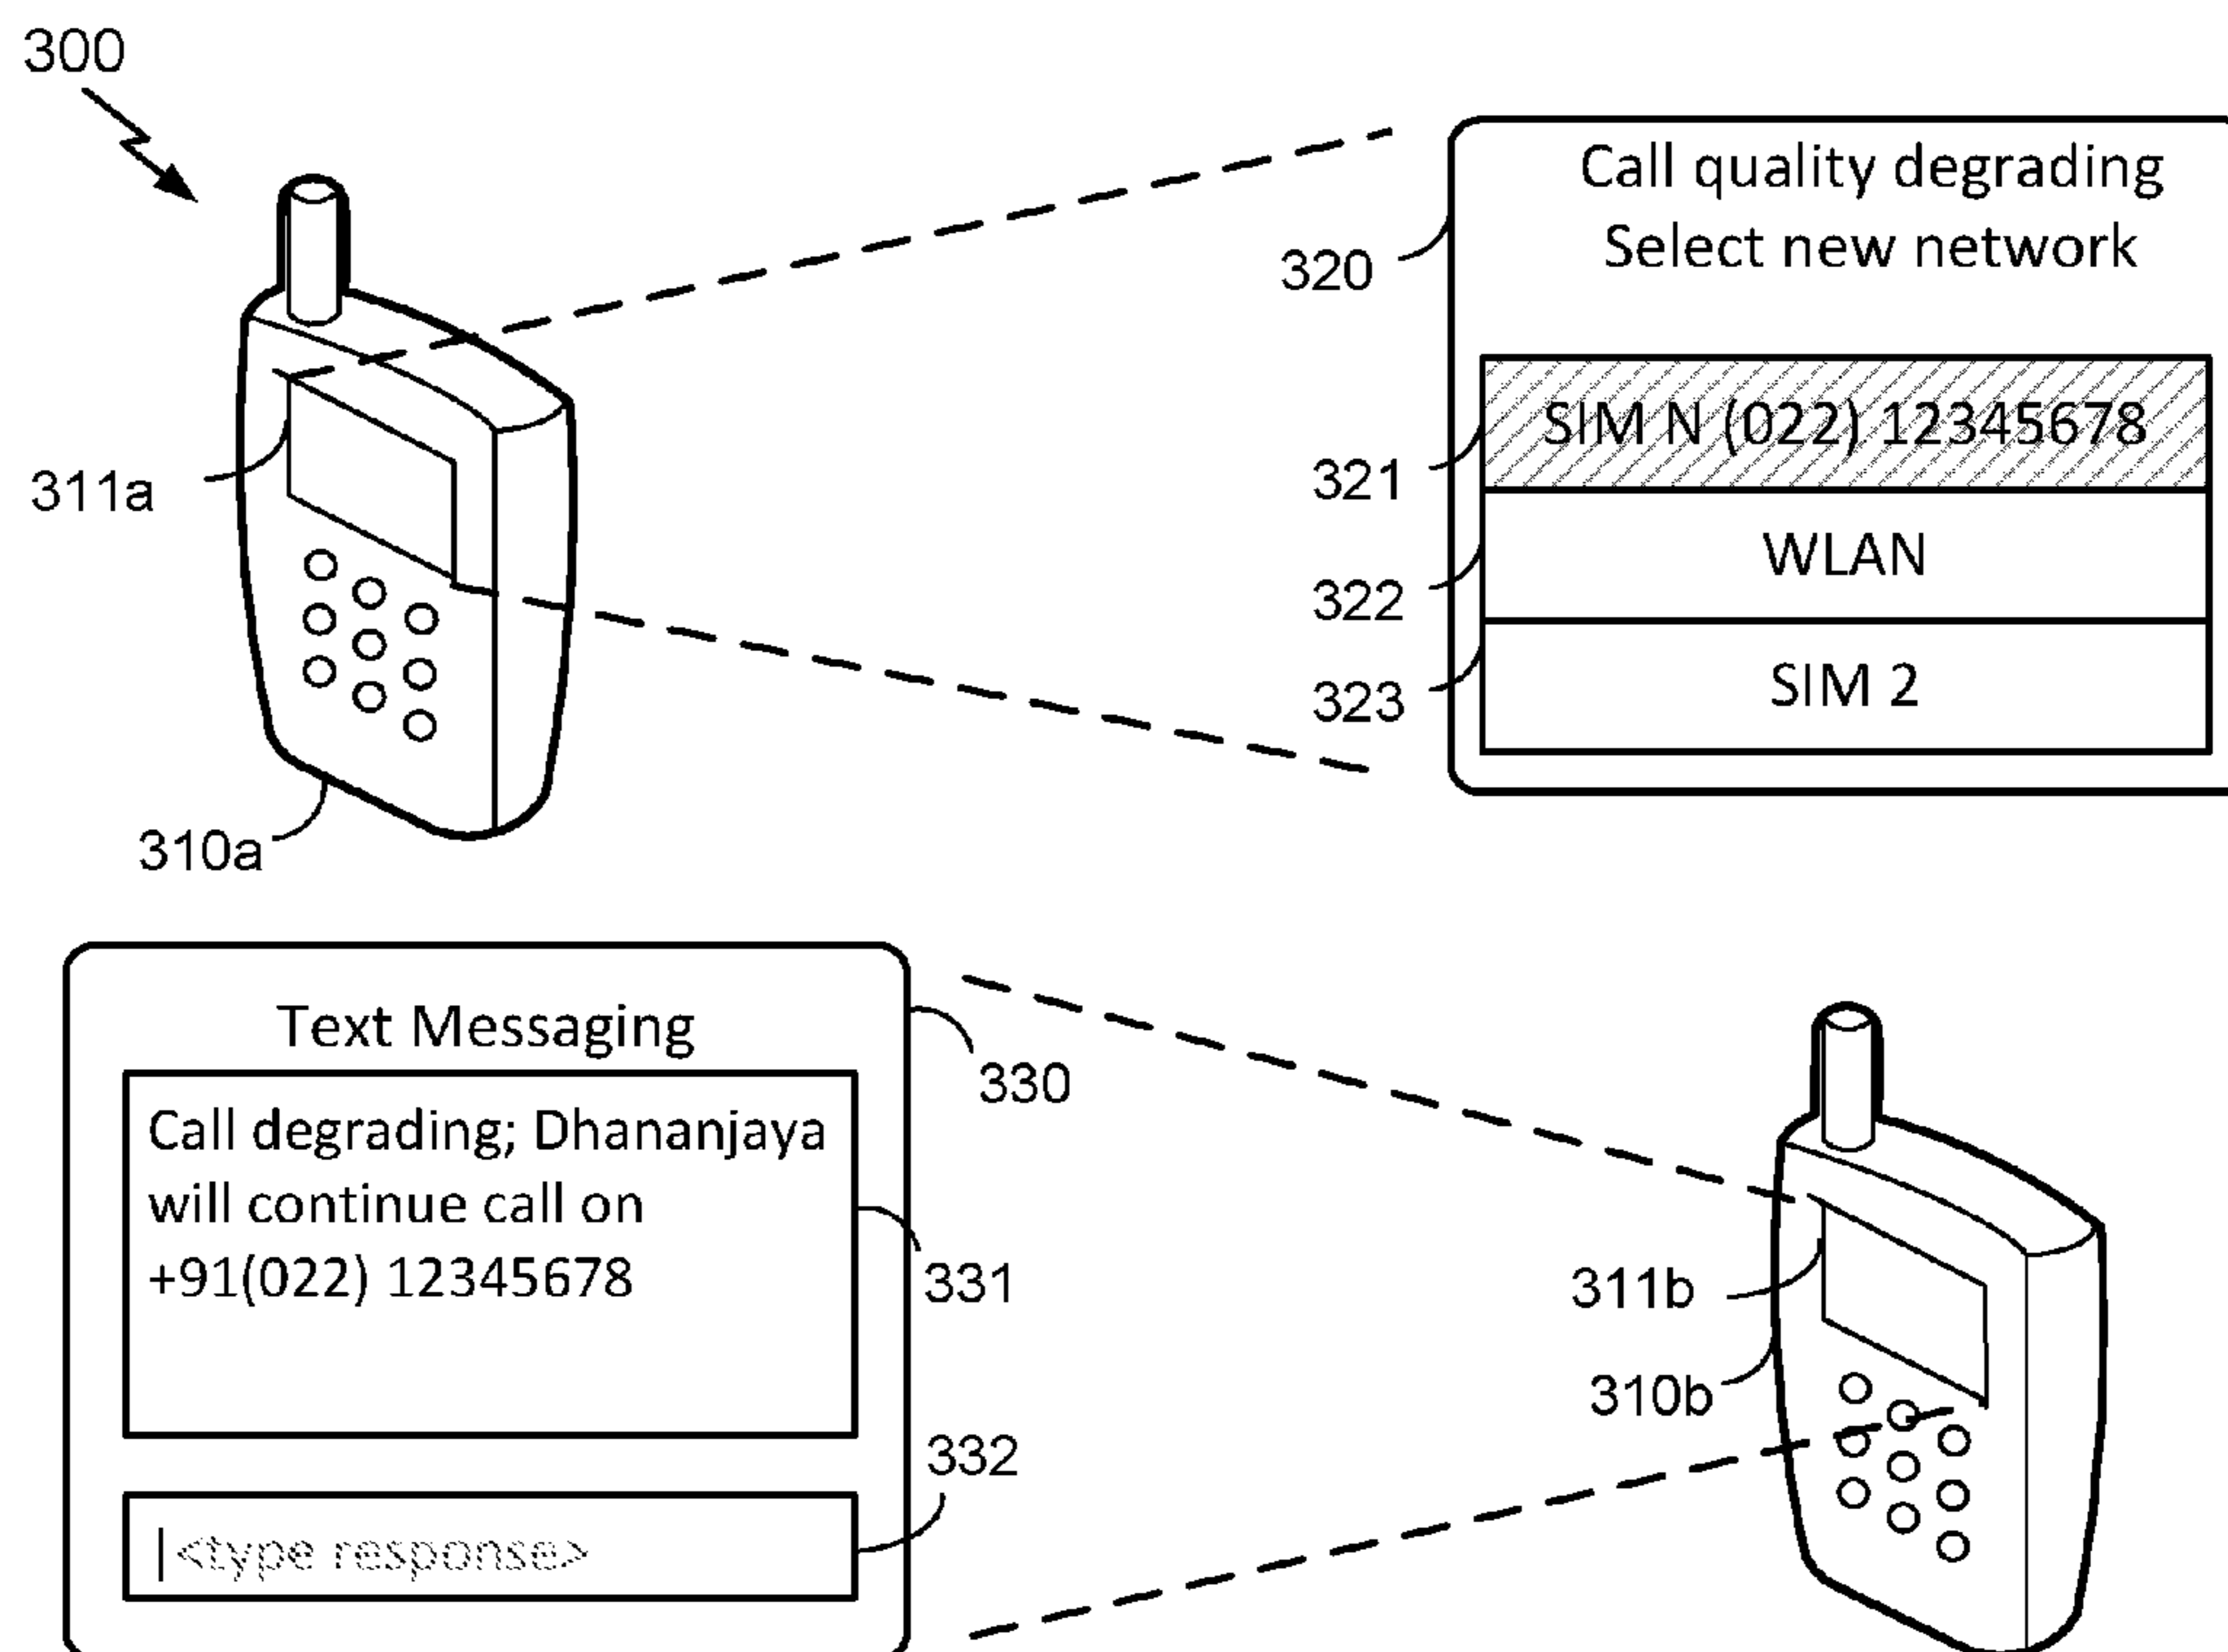 300
Call quality degrading
Select new network
320
SIM N (022) 12345678
321
311a
WLAN
322
SIM 2
323
310a
Text Messaging
330
Call degrading; Dhananjaya
will continue call on
+91(022) 12345678
331
311b
310b
332
|<type response>